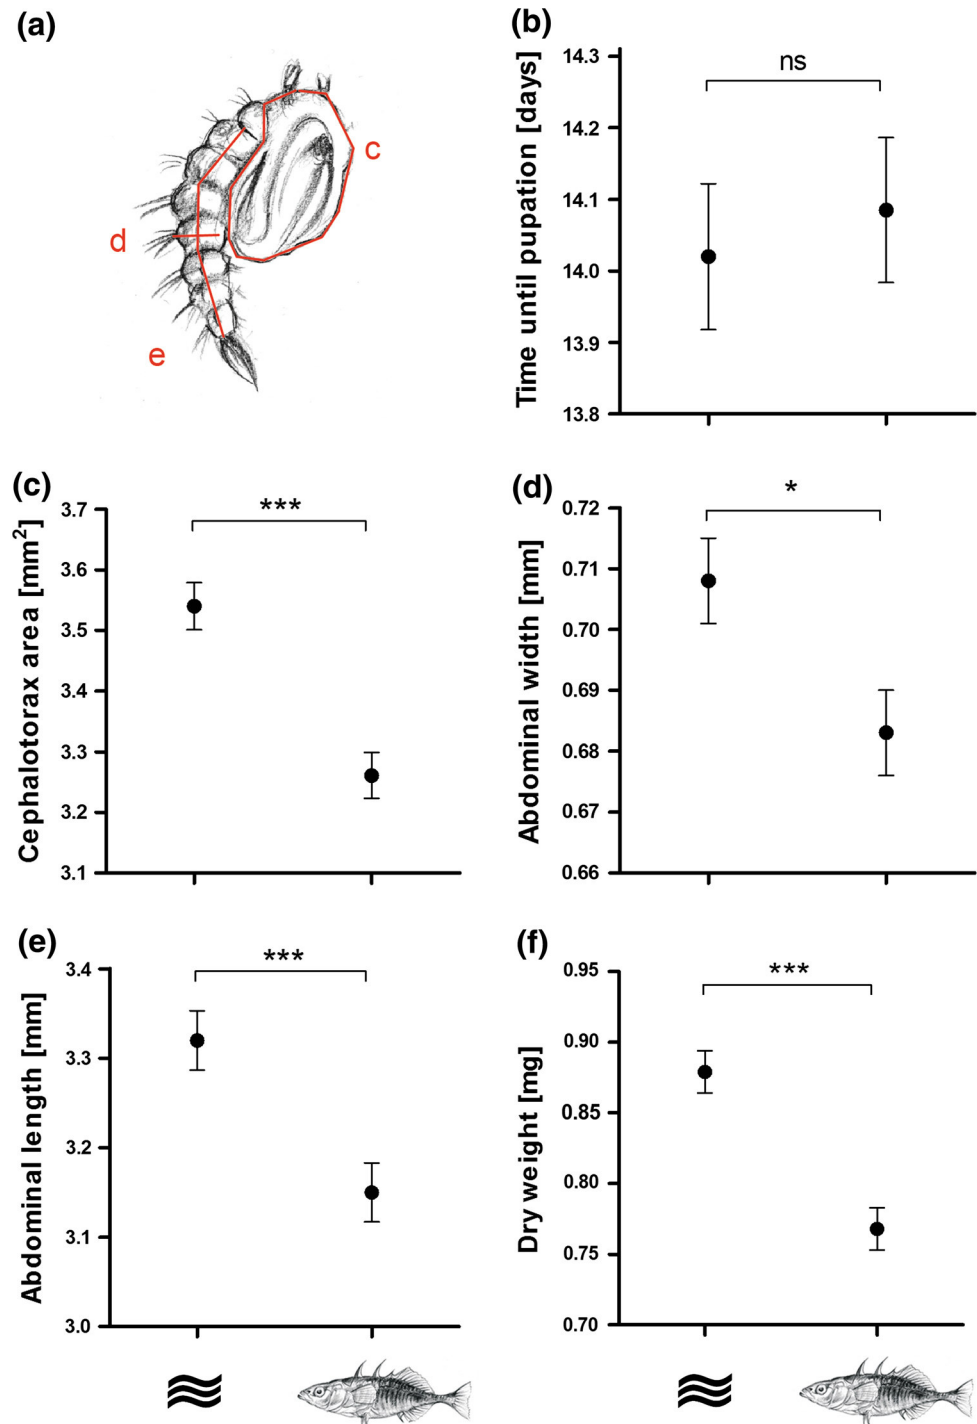 (a)
c
d
e
(b)
Time until pupation [days]
14.3
14.2
14.1
14.0
13.9
13.8
ns
(c)
Cephalotorax area [mm²]
3.7
3.6
3.5
3.4
3.3
3.2
3.1
***
(d)
Abdominal width [mm]
0.72
0.71
0.70
0.69
0.68
0.67
0.66
*
(e)
Abdominal length [mm]
3.4
3.3
3.2
3.1
3.0
***
(f)
Dry weight [mg]
0.95
0.90
0.85
0.80
0.75
0.70
***